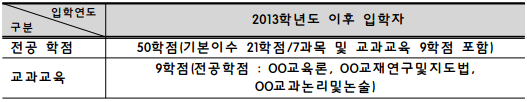 입학연도
구분
2013학년도 이후 입학자
전공 학점
50학점(기본이수 21학점/7과목 및 교과교육 9학점 포함)
교과교육
9학점(전공학점 : OO교육론, OO교재연구및지도법,
OO교과논리및논술)